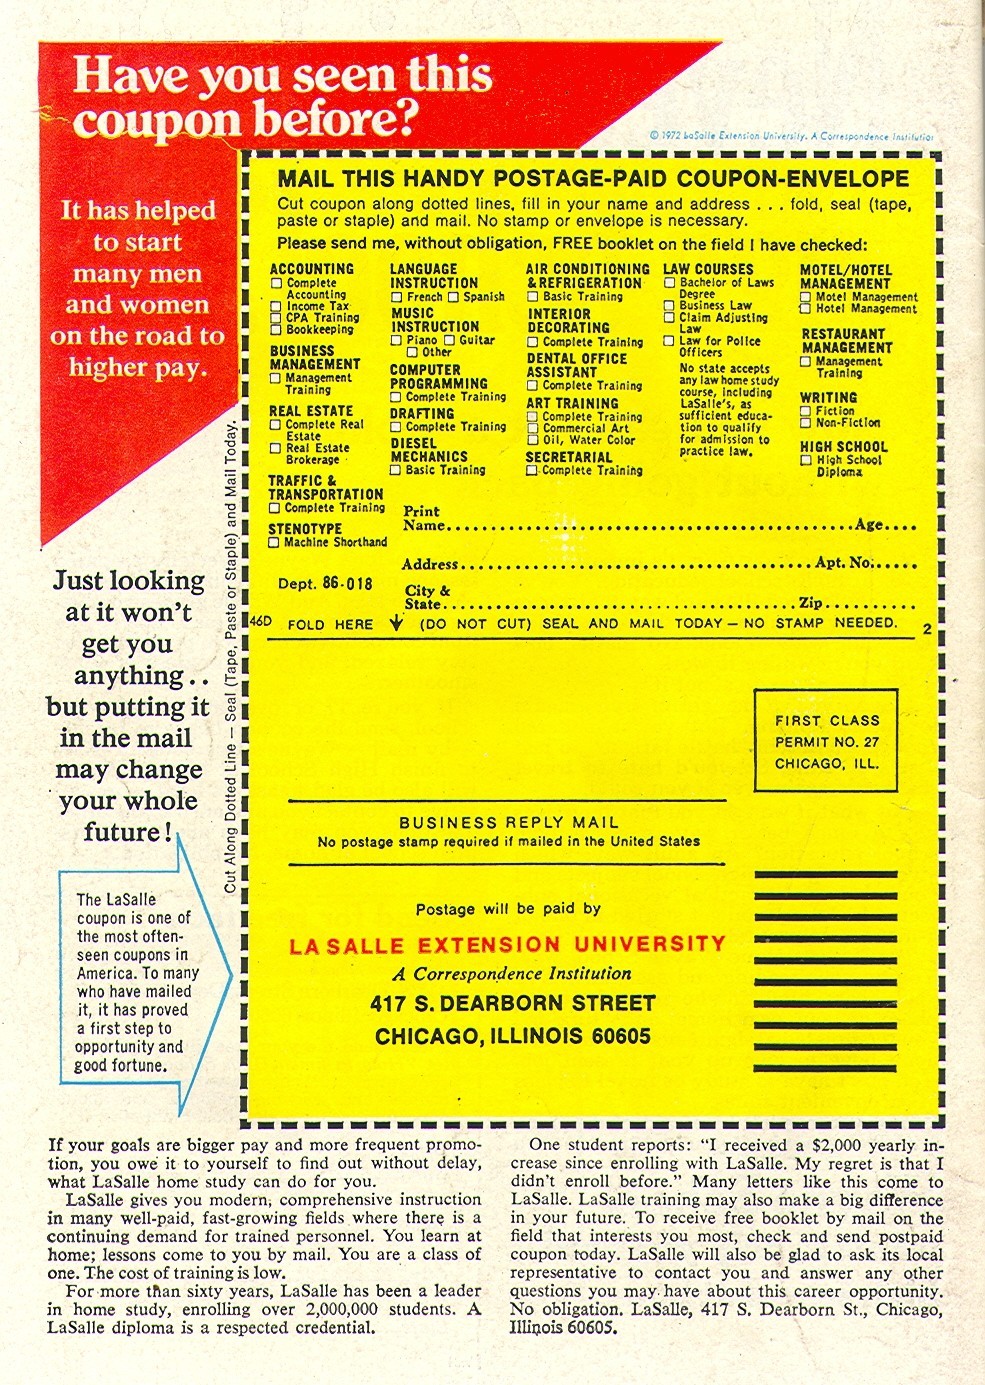 Have you seen this
coupon before?
© 1972 LaSalle Extension University. A Correspondence Institution
It has helped
to start
many men
and women
on the road to
higher pay.
Just looking
at it won't
get you
anything . .
but putting it
in the mail
may change
your whole
future!
The LaSalle
coupon is one of
the most often-
seen coupons in
America. To many
who have mailed
it, it has proved
a first step to
opportunity and
good fortune.
Cut Along Dotted Line — Seal (Tape, Paste or Staple) and Mail Today.
MAIL THIS HANDY POSTAGE-PAID COUPON-ENVELOPE
Cut coupon along dotted lines, fill in your name and address . . . fold, seal (tape,
paste or staple) and mail. No stamp or envelope is necessary.
Please send me, without obligation, FREE booklet on the field I have checked:
ACCOUNTING
☐ Complete
Accounting
☐ Income Tax
☐ CPA Training
☐ Bookkeeping
BUSINESS
MANAGEMENT
☐ Management
Training
REAL ESTATE
☐ Complete Real
Estate
☐ Real Estate
Brokerage
TRAFFIC &
TRANSPORTATION
☐ Complete Training
STENOTYPE
☐ Machine Shorthand
LANGUAGE
INSTRUCTION
☐ French ☐ Spanish
MUSIC
INSTRUCTION
☐ Piano ☐ Guitar
☐ Other
COMPUTER
PROGRAMMING
☐ Complete Training
DRAFTING
☐ Complete Training
DIESEL
MECHANICS
☐ Basic Training
AIR CONDITIONING
& REFRIGERATION
☐ Basic Training
INTERIOR
DECORATING
☐ Complete Training
DENTAL OFFICE
ASSISTANT
☐ Complete Training
ART TRAINING
☐ Complete Training
☐ Commercial Art
☐ Oil, Water Color
SECRETARIAL
☐ Complete Training
LAW COURSES
☐ Bachelor of Laws
Degree
☐ Business Law
☐ Claim Adjusting
Law
☐ Law for Police
Officers
No state accepts
any law home study
course, including
LaSalle's, as
sufficient educa-
tion to qualify
for admission to
practice law.
MOTEL/HOTEL
MANAGEMENT
☐ Motel Management
☐ Hotel Management
RESTAURANT
MANAGEMENT
☐ Management
Training
WRITING
☐ Fiction
☐ Non-Fiction
HIGH SCHOOL
☐ High School
Diploma
Print
Name........................................Age....
Address........................................Apt. No......
Dept. 86-018
City &
State........................................Zip..........
46D FOLD HERE ↓ (DO NOT CUT) SEAL AND MAIL TODAY — NO STAMP NEEDED. 2
FIRST CLASS
PERMIT NO. 27
CHICAGO, ILL.
BUSINESS REPLY MAIL
No postage stamp required if mailed in the United States
Postage will be paid by
LA SALLE EXTENSION UNIVERSITY
A Correspondence Institution
417 S. DEARBORN STREET
CHICAGO, ILLINOIS 60605
If your goals are bigger pay and more frequent promo-
tion, you owe it to yourself to find out without delay,
what LaSalle home study can do for you.
LaSalle gives you modern, comprehensive instruction
in many well-paid, fast-growing fields where there is a
continuing demand for trained personnel. You learn at
home; lessons come to you by mail. You are a class of
one. The cost of training is low.
For more than sixty years, LaSalle has been a leader
in home study, enrolling over 2,000,000 students. A
LaSalle diploma is a respected credential.
One student reports: "I received a $2,000 yearly in-
crease since enrolling with LaSalle. My regret is that I
didn't enroll before." Many letters like this come to
LaSalle. LaSalle training may also make a big difference
in your future. To receive free booklet by mail on the
field that interests you most, check and send postpaid
coupon today. LaSalle will also be glad to ask its local
representative to contact you and answer any other
questions you may have about this career opportunity.
No obligation. LaSalle, 417 S. Dearborn St., Chicago,
Illinois 60605.